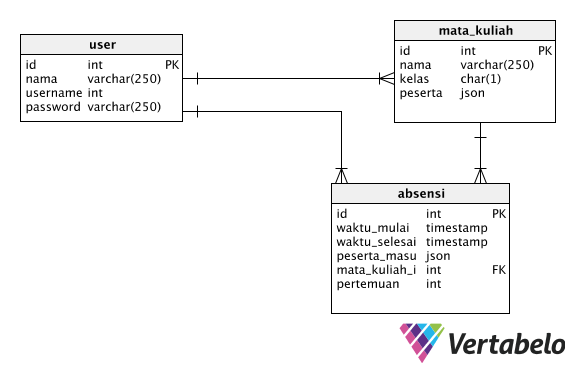 user
id int PK
nama varchar(250)
username int
password varchar(250)
mata_kuliah
id int PK
nama varchar(250)
kelas char(1)
peserta json
absensi
id int PK
waktu_mulai timestamp
waktu_selesai timestamp
peserta_masu json
mata_kuliah_i int FK
pertemuan int
Vertabelo